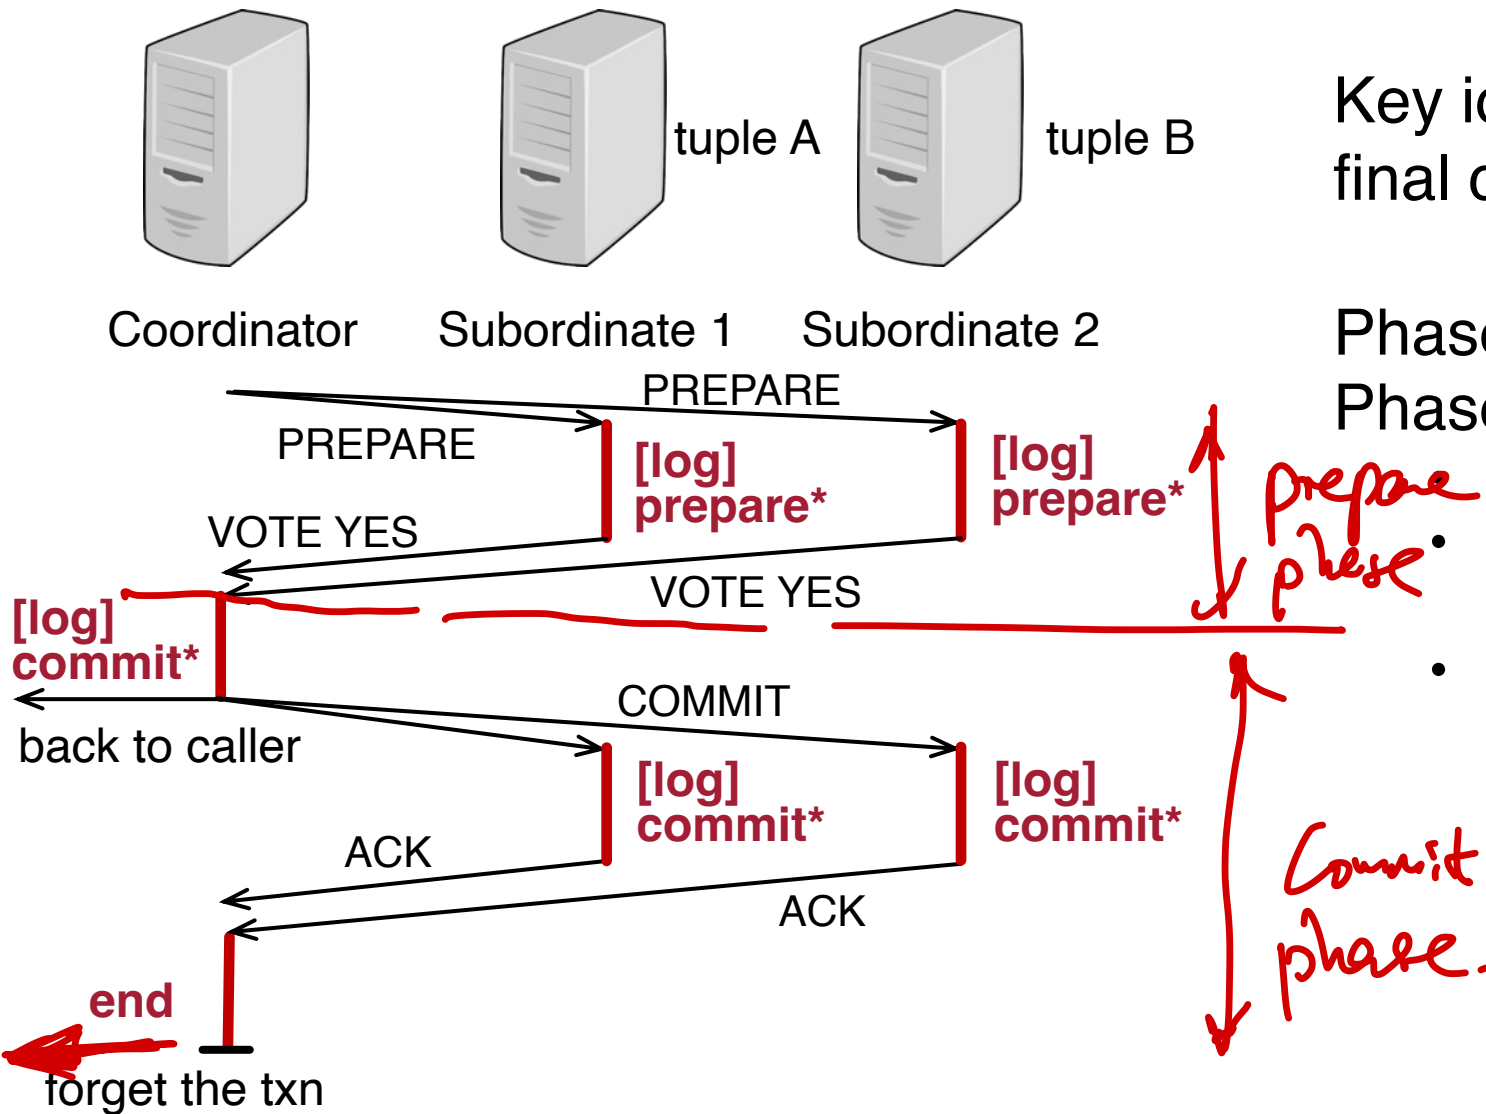 tuple A
tuple B
Key
final
Coordinator
Subordinate 1
Subordinate 2
Phase
Phase
PREPARE
PREPARE
[log]
prepare*
[log]
prepare*
prepare
phase
VOTE YES
VOTE YES
[log]
commit*
COMMIT
back to caller
[log]
commit*
[log]
commit*
ACK
ACK
Commit
phase.
end
forget the txn